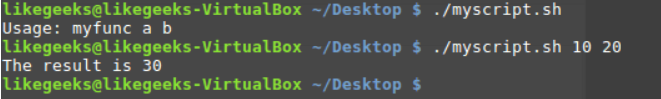 likegeeks@likegeeks-VirtualBox ~/Desktop $ ./myscript.sh
Usage: myfunc a b
likegeeks@likegeeks-VirtualBox ~/Desktop $ ./myscript.sh 10 20
The result is 30
likegeeks@likegeeks-VirtualBox ~/Desktop $